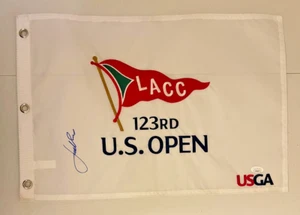 LACC
123RD
U.S. OPEN
USGA